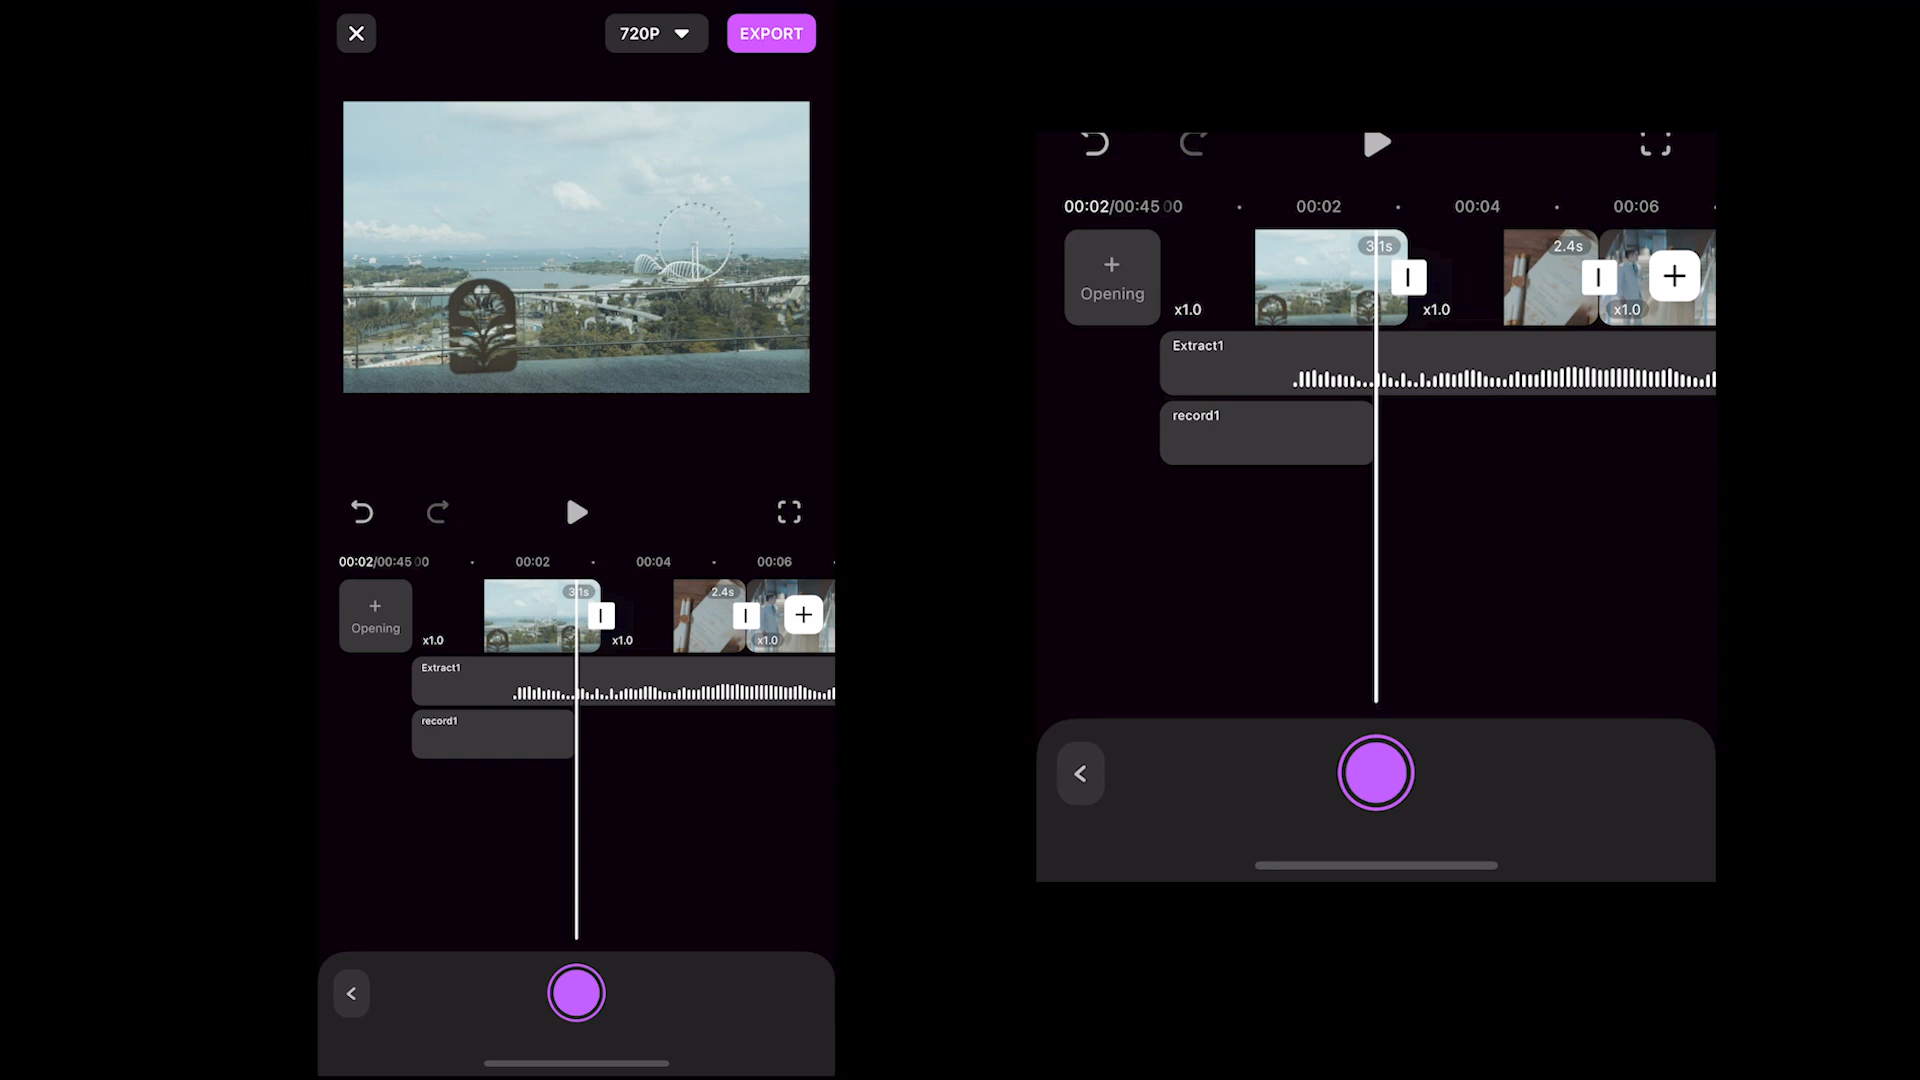 720P
EXPORT
00:02/00:45 00
00:02
00:04
00:06
3.1s
2.4s
+
Opening
x1.0
x1.0
x1.0
Extract1
record1
00:02/00:45 00
00:02
00:04
00:06
3.1s
2.4s
+
Opening
x1.0
x1.0
x1.0
Extract1
record1